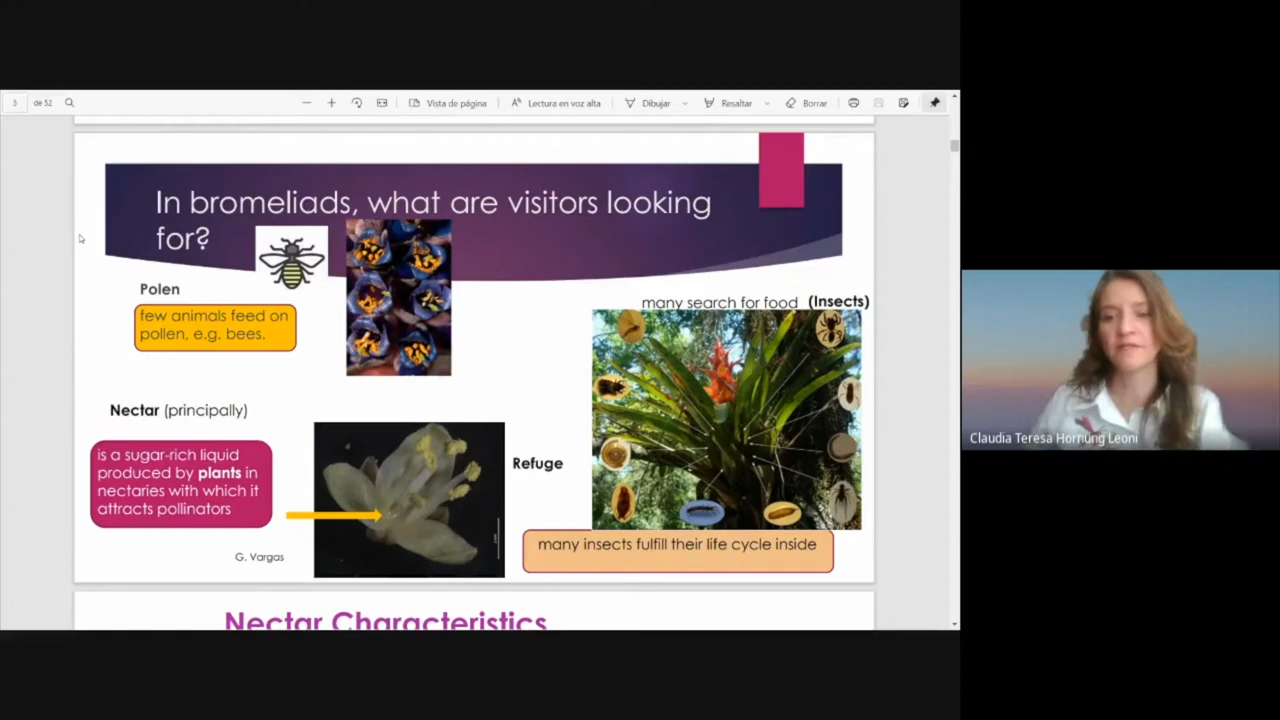 5 de 52
Vista de página
Lectura en voz alta
Dibujar
Resaltar
Borrar
In bromeliads, what are visitors looking
for?
Polen
few animals feed on
pollen, e.g. bees.
many search for food (Insects)
Nectar (principally)
is a sugar-rich liquid
produced by plants in
nectaries with which it
attracts pollinators
Refuge
G. Vargas
many insects fulfill their life cycle inside
Nectar Characteristics
Claudia Teresa Hornung Leoni